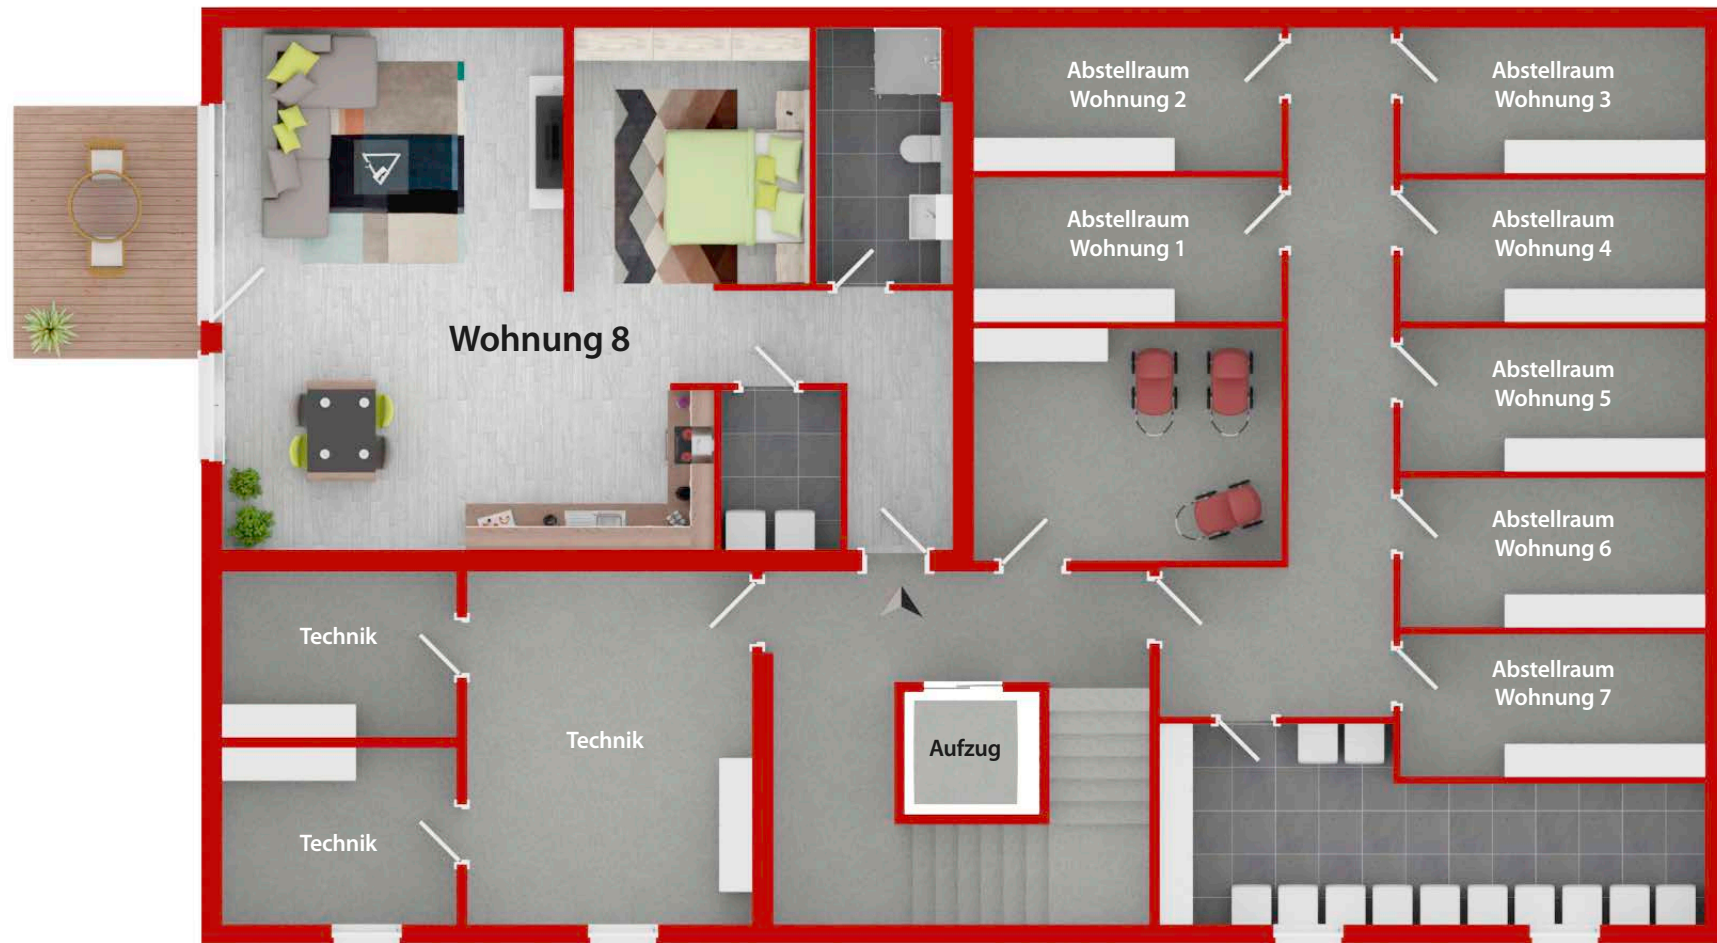 Abstellraum
Wohnung 2
Abstellraum
Wohnung 3
Abstellraum
Wohnung 1
Abstellraum
Wohnung 4
Wohnung 8
Abstellraum
Wohnung 5
Abstellraum
Wohnung 6
Technik
Abstellraum
Wohnung 7
Technik
Aufzug
Technik